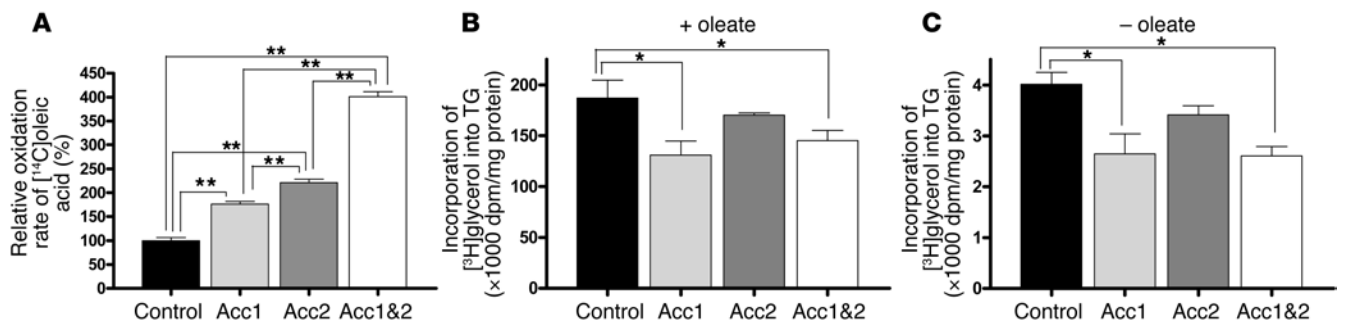 A
Relative oxidation
rate of [¹⁴C]oleic
acid (%)
450
400
350
300
250
200
150
100
50
0
**
**
**
**
**
**
Control Acc1 Acc2 Acc1&2
B
+ oleate
Incorporation of
[³H]glycerol into TG
(×1000 dpm/mg protein)
200
150
100
50
0
*
*
Control Acc1 Acc2 Acc1&2
C
– oleate
Incorporation of
[³H]glycerol into TG
(×1000 dpm/mg protein)
4
3
2
1
0
*
*
Control Acc1 Acc2 Acc1&2